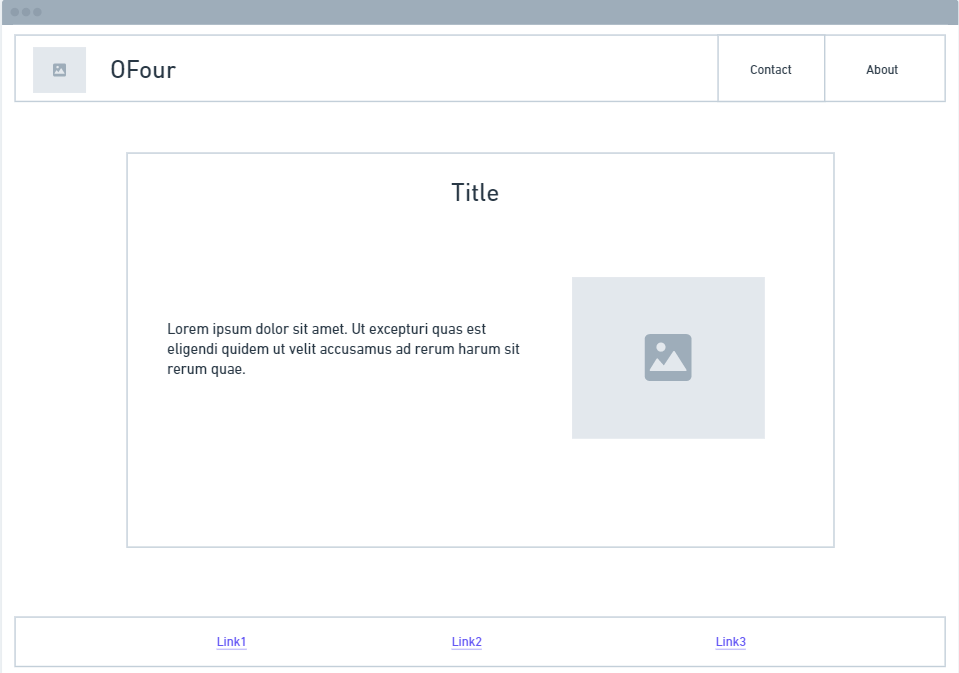 OFour
Contact
About
Title
Lorem ipsum dolor sit amet. Ut excepturi quas est
eligendi quidem ut velit accusamus ad rerum harum sit
rerum quae.
Link1
Link2
Link3